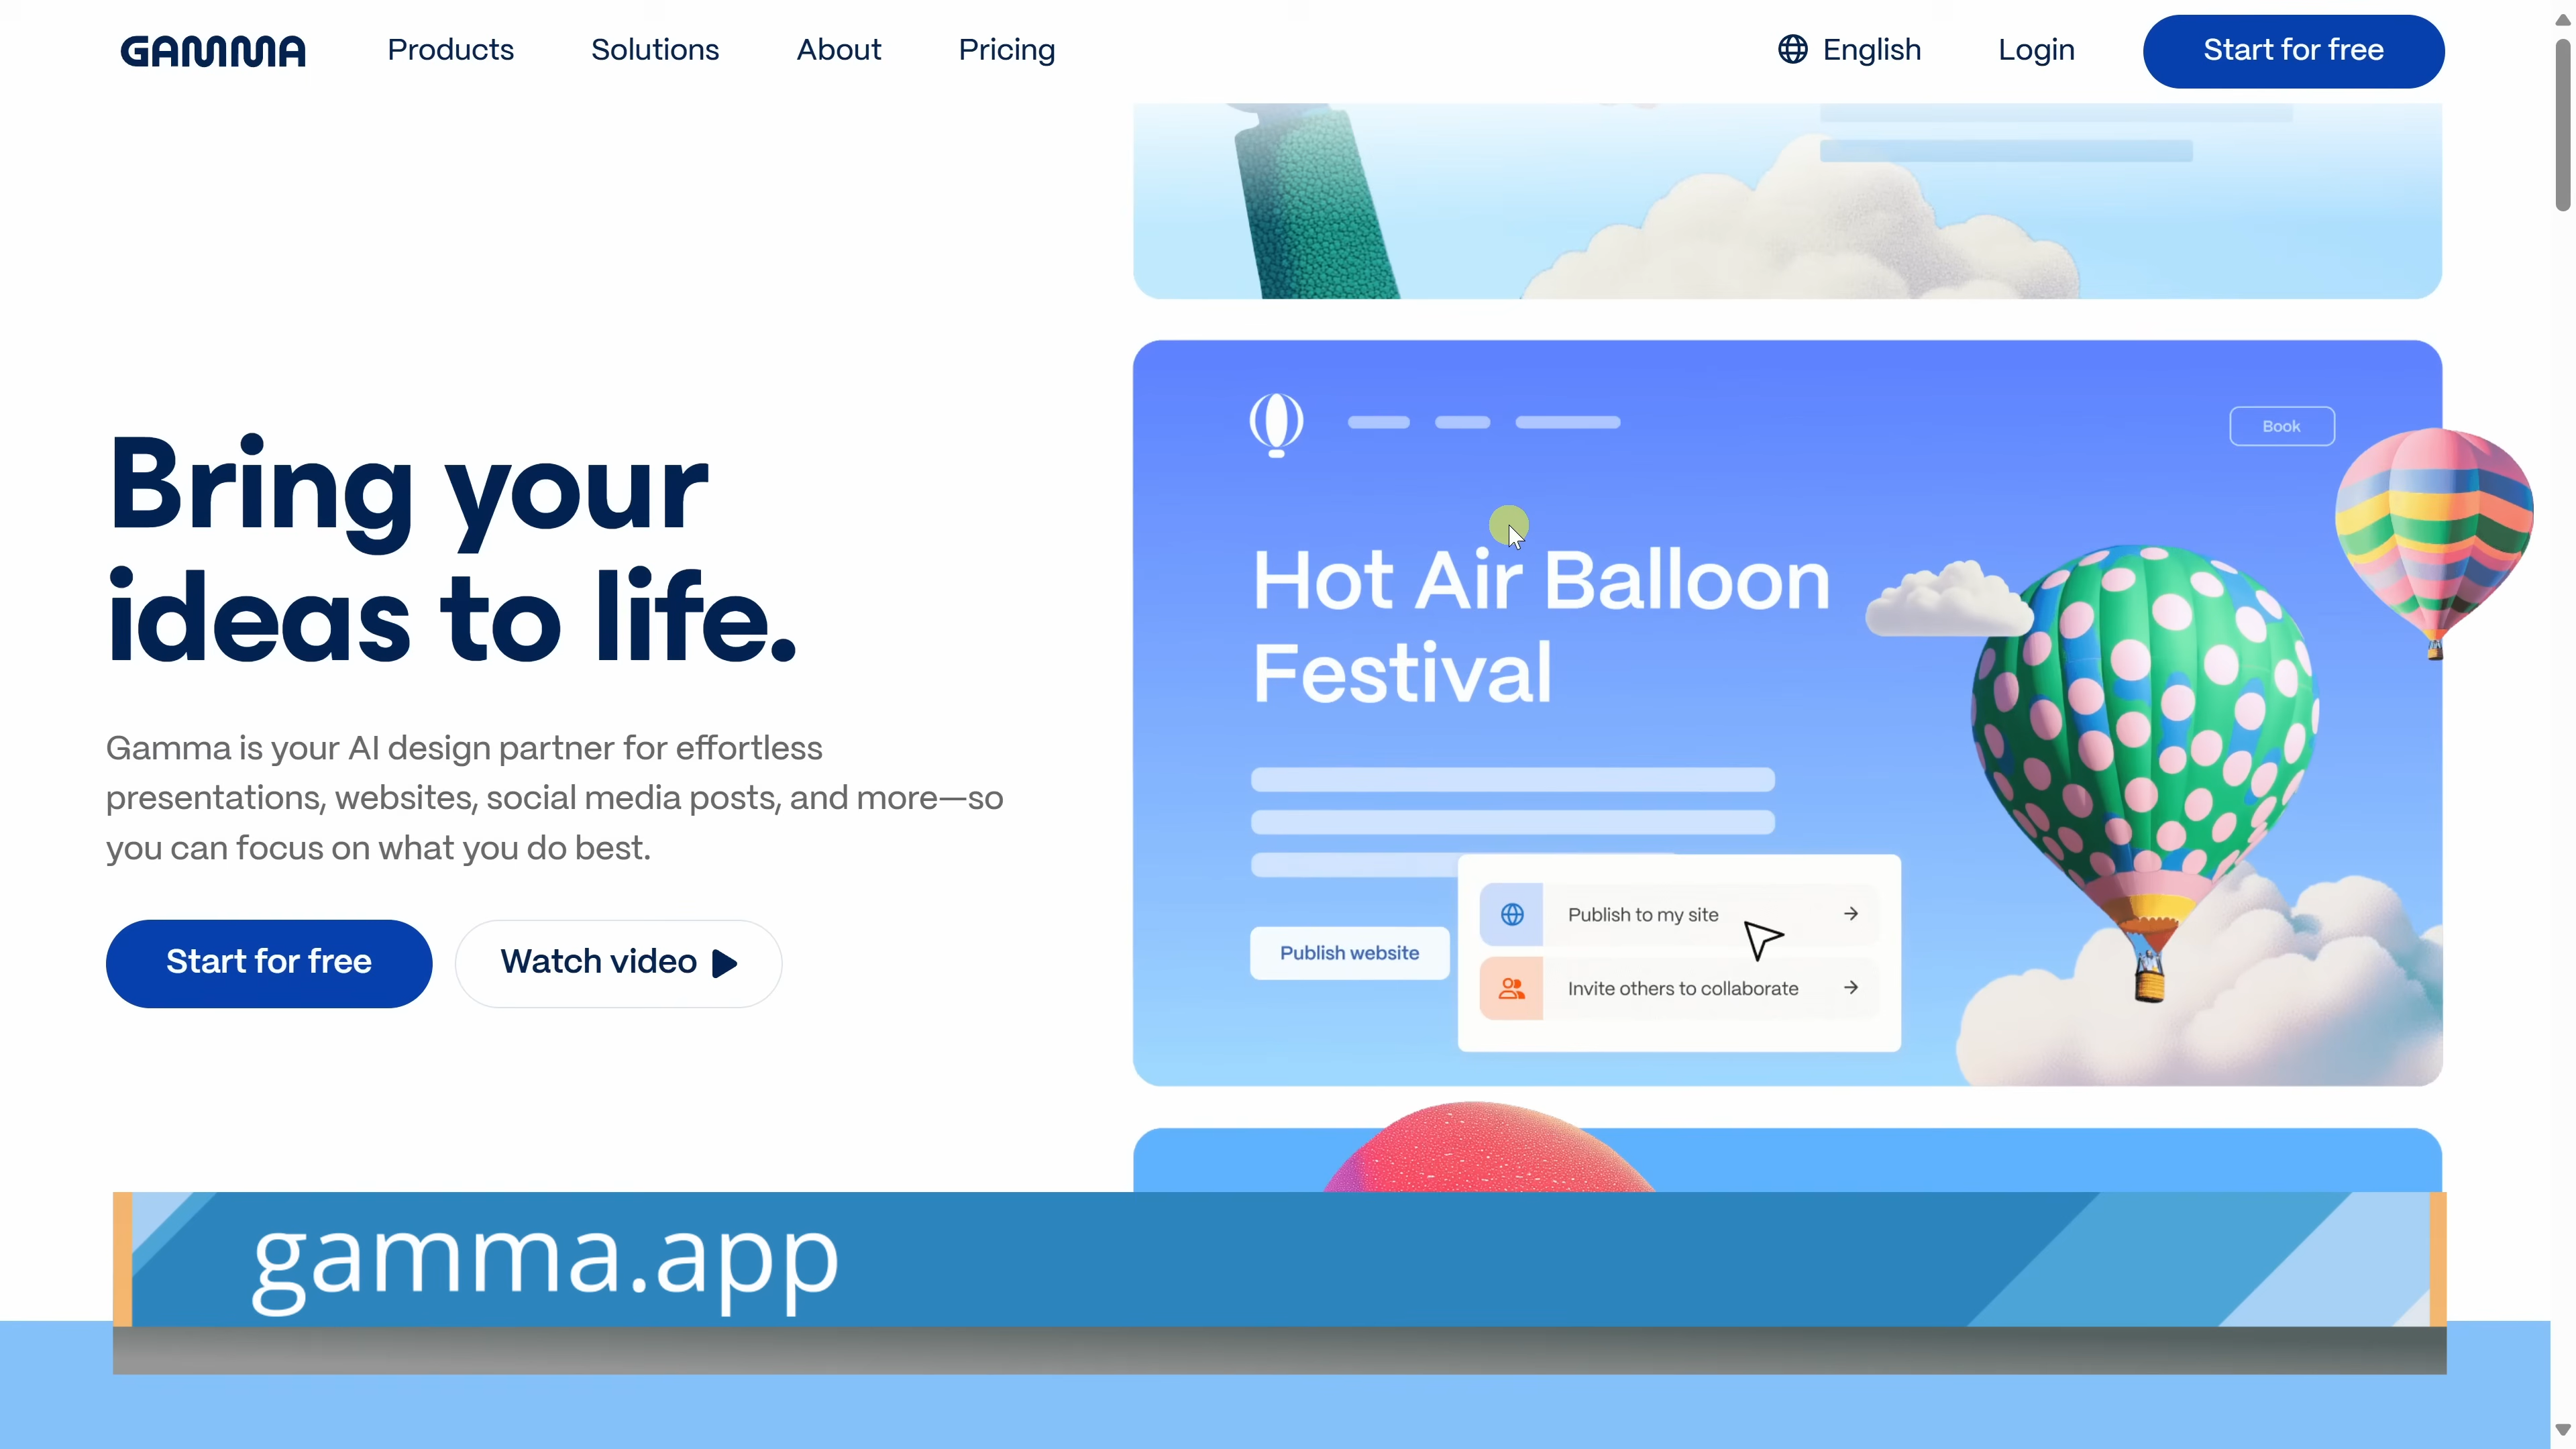 GAMMA
Products
Solutions
About
Pricing
English
Login
Start for free
Bring your
ideas to life.
Gamma is your AI design partner for effortless
presentations, websites, social media posts, and more—so
you can focus on what you do best.
Start for free
Watch video
Book
Hot Air Balloon
Festival
Publish website
Publish to my site
Invite others to collaborate
gamma.app